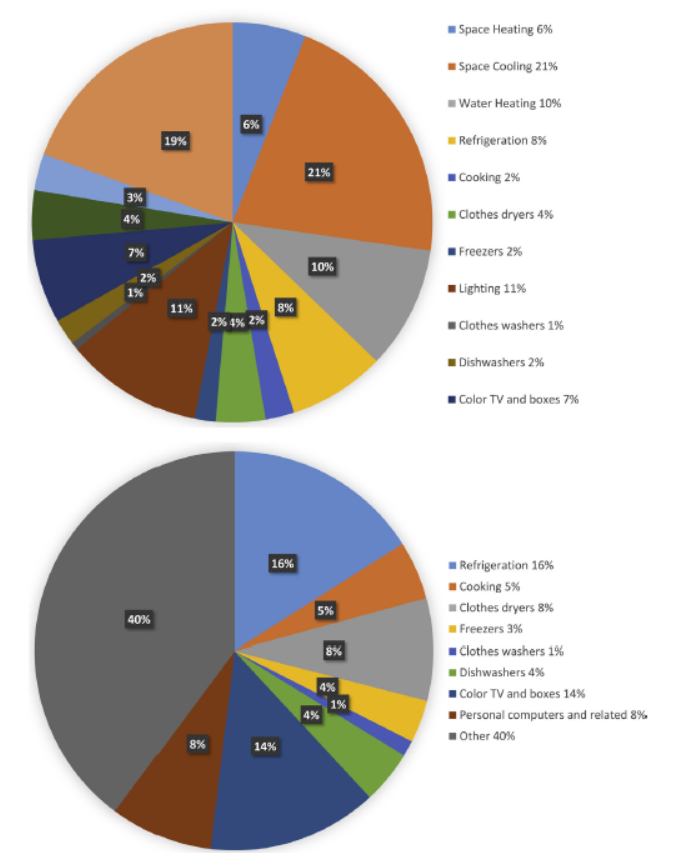 Space Heating 6%
Space Cooling 21%
Water Heating 10%
Refrigeration 8%
Cooking 2%
Clothes dryers 4%
Freezers 2%
Lighting 11%
Clothes washers 1%
Dishwashers 2%
Color TV and boxes 7%
6%
21%
10%
8%
2%
4%
2%
11%
1%
2%
7%
4%
3%
19%
Refrigeration 16%
Cooking 5%
Clothes dryers 8%
Freezers 3%
Clothes washers 1%
Dishwashers 4%
Color TV and boxes 14%
Personal computers and related 8%
Other 40%
16%
5%
8%
4%
1%
4%
14%
8%
40%